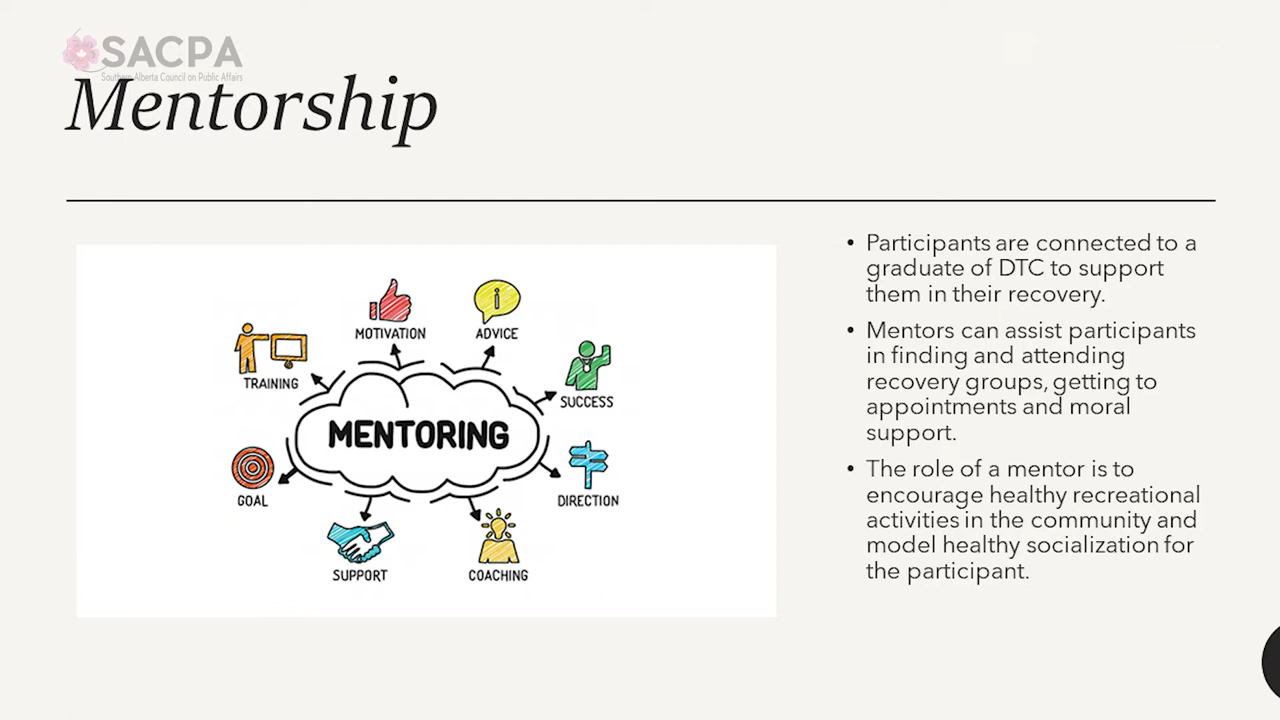 SACPA
Southern Alberta Council on Public Affairs
Mentorship
MOTIVATION
ADVICE
TRAINING
SUCCESS
MENTORING
GOAL
DIRECTION
SUPPORT
COACHING
• Participants are connected to a
graduate of DTC to support
them in their recovery.
• Mentors can assist participants
in finding and attending
recovery groups, getting to
appointments and moral
support.
• The role of a mentor is to
encourage healthy recreational
activities in the community and
model healthy socialization for
the participant.